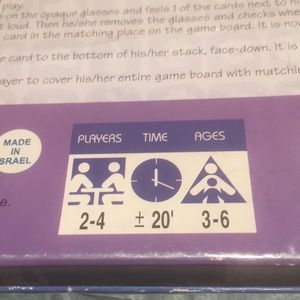 play.
on the opaque glasses and feels 1 of the cards next to
loud. Then he/she removes the glasses and checks whe
card in the matching place on the game board. It is now
e card to the bottom of his/her stack, face-down. It is
ayer to cover his/her entire game board with matchin
MADE
IN
ISRAEL
PLAYERS TIME AGES
2-4 ± 20' 3-6
e.